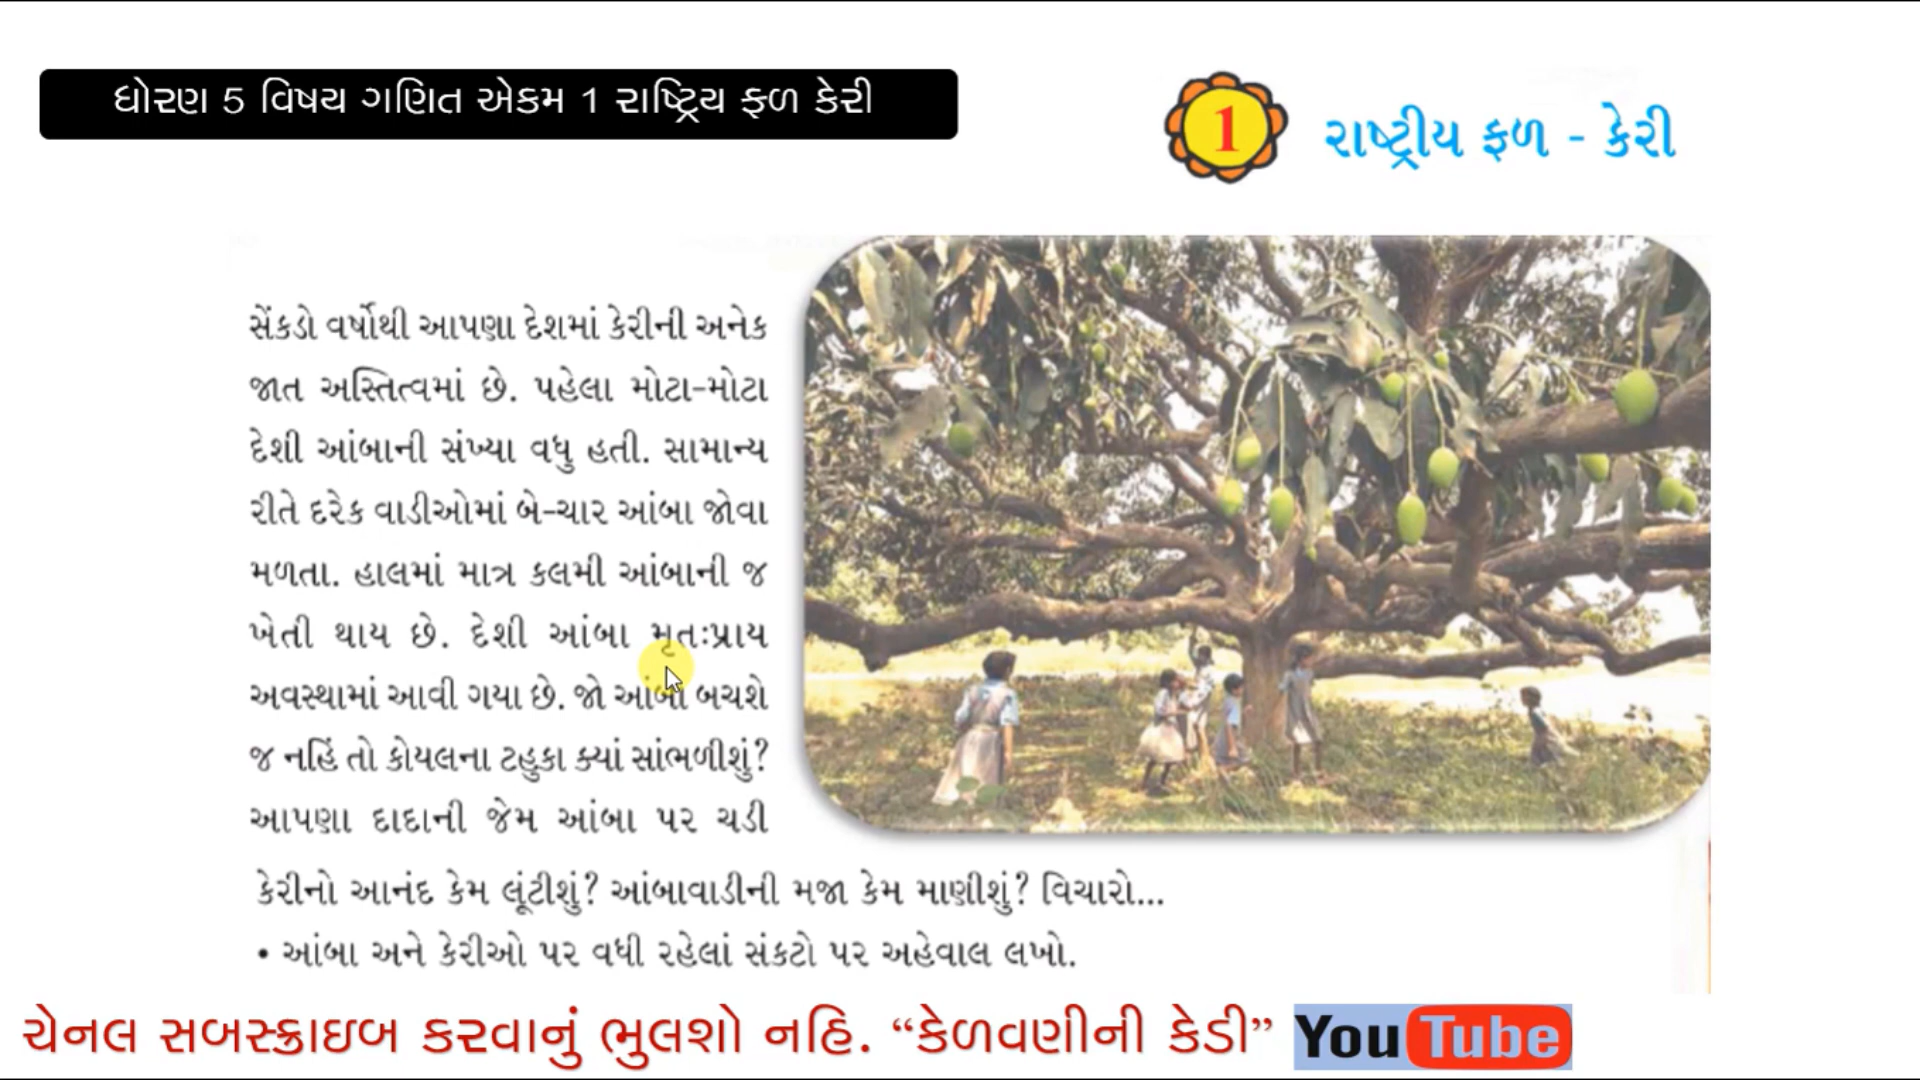 ધોરણ 5 વિષય ગણિત એકમ 1 રાષ્ટ્રિય ફળ કેરી
1 રાષ્ટ્રીય ફળ - કેરી
સેંકડો વર્ષોથી આપણા દેશમાં કેરીની અનેક
જાત અસ્તિત્વમાં છે. પહેલા મોટા-મોટા
દેશી આંબાની સંખ્યા વધુ હતી. સામાન્ય
રીતે દરેક વાડીઓમાં બે-ચાર આંબા જોવા
મળતા. હાલમાં માત્ર કલમી આંબાની જ
ખેતી થાય છે. દેશી આંબા મૃતઃપ્રાય
અવસ્થામાં આવી ગયા છે. જો આંબા બચશે
જ નહિં તો કોયલના ટહુકા ક્યાં સાંભળીશું?
આપણા દાદાની જેમ આંબા પર ચડી
કેરીનો આનંદ કેમ લૂંટીશું? આંબાવાડીની મજા કેમ માણીશું? વિચારો...
• આંબા અને કેરીઓ પર વધી રહેલાં સંકટો પર અહેવાલ લખો.
ચેનલ સબસ્ક્રાઇબ કરવાનું ભુલશો નહિ. “કેળવણીની કેડી” YouTube